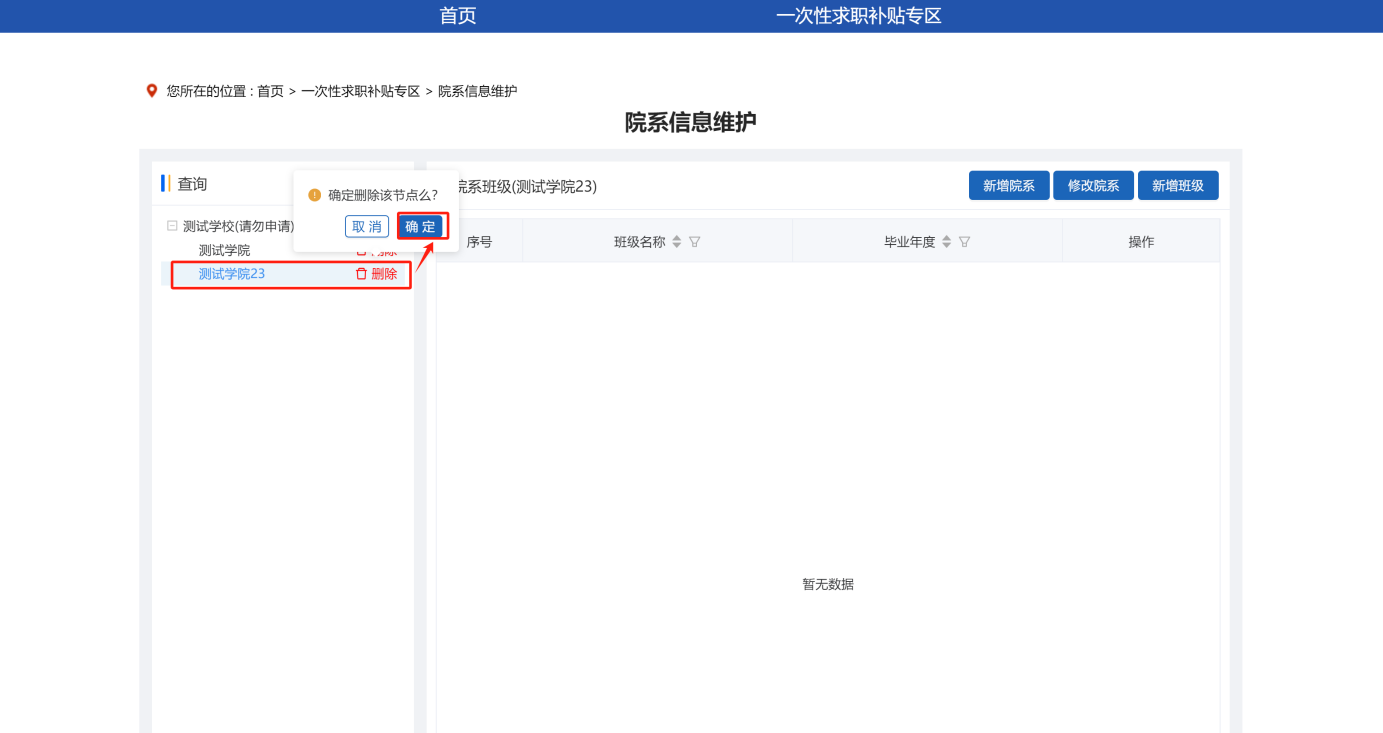 首页 一次性求职补贴专区
您所在的位置 : 首页 > 一次性求职补贴专区 > 院系信息维护
院系信息维护
查询
确定删除该节点么?
取 消 确 定
测试学校(请勿申请)
测试学院 删除
测试学院23 删除
院系班级(测试学院23)
新增院系 修改院系 新增班级
序号 班级名称 毕业年度 操作
暂无数据